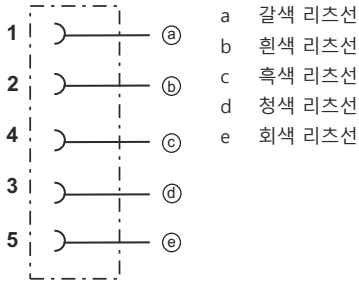 1 ⓐ
2 ⓑ
4 ⓒ
3 ⓓ
5 ⓔ
a 갈색 리츠선
b 흰색 리츠선
c 흑색 리츠선
d 청색 리츠선
e 회색 리츠선